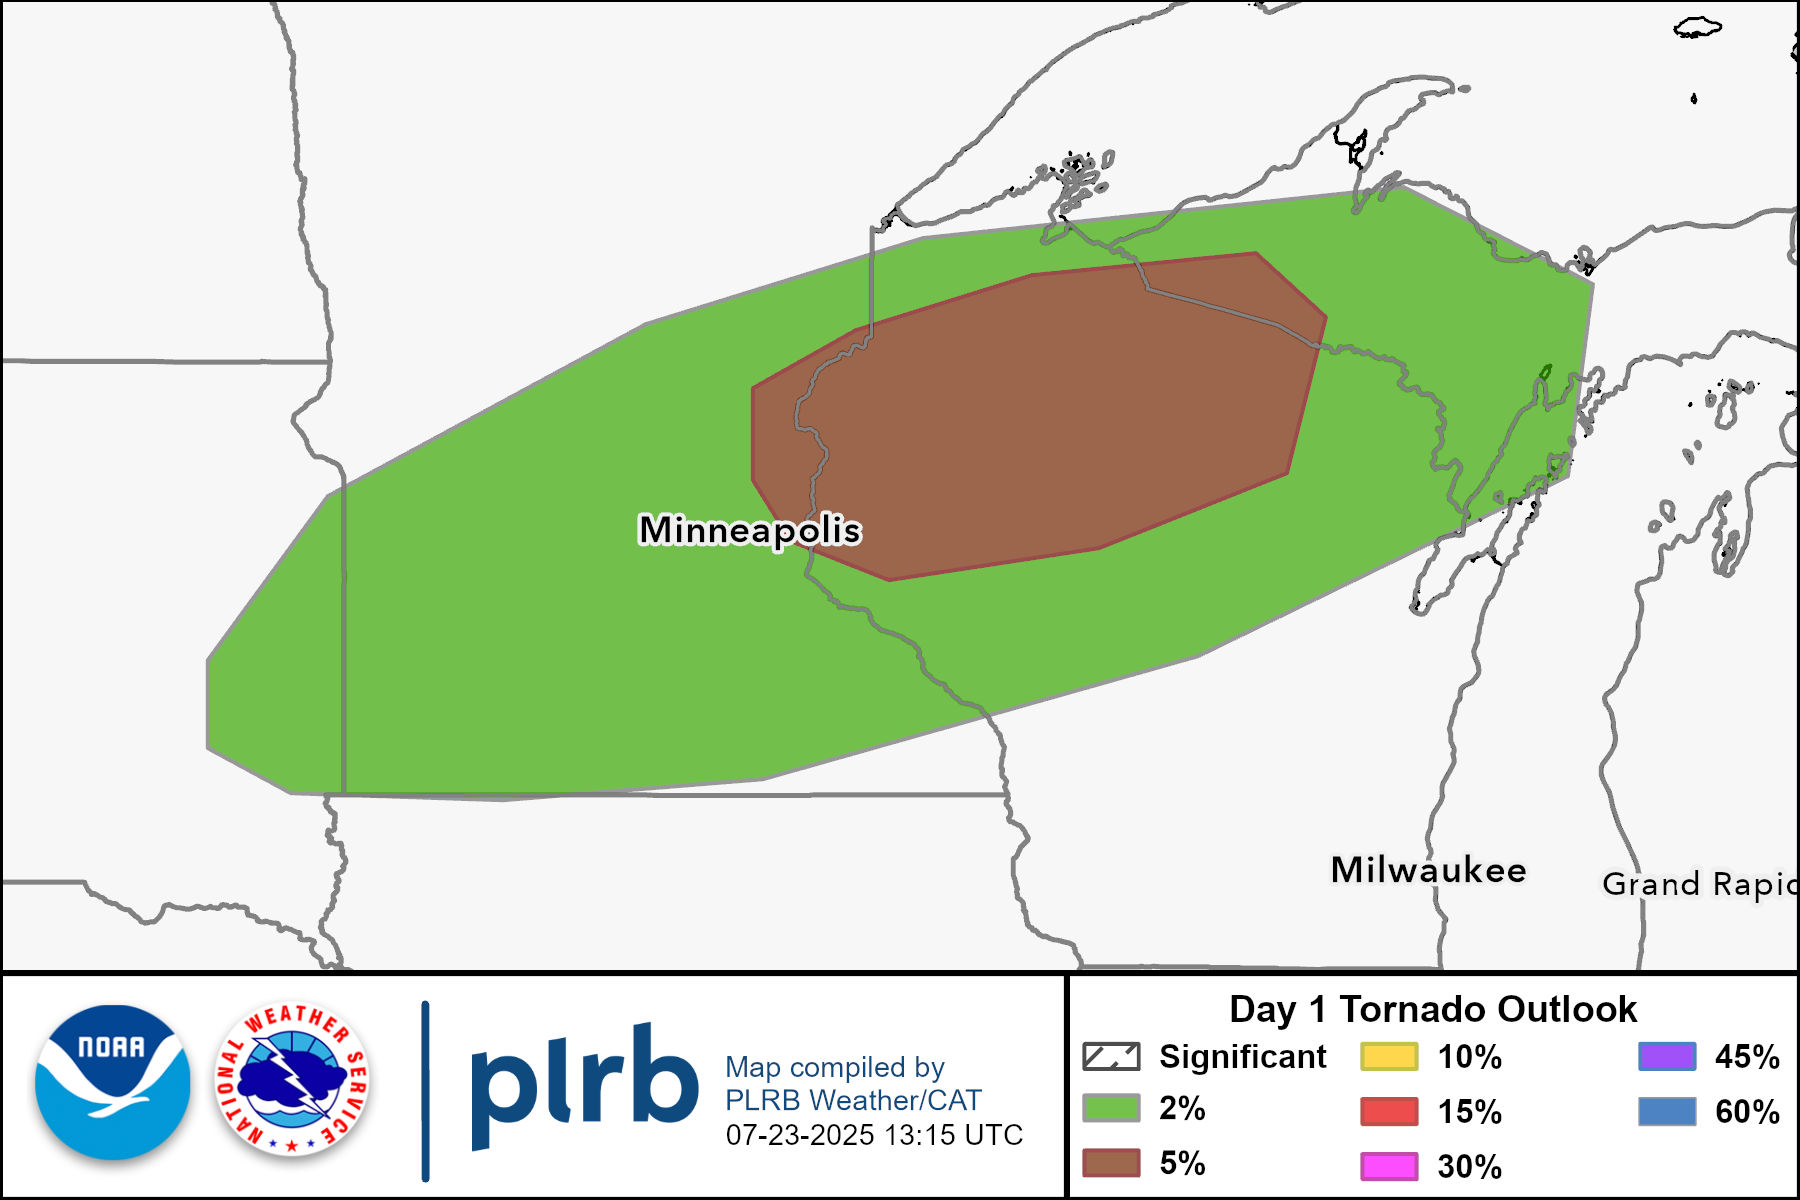 Minneapolis
Milwaukee
Grand Rapic
NOAA
NATIONAL WEATHER SERVICE
plrb
Map compiled by
PLRB Weather/CAT
07-23-2025 13:15 UTC
Day 1 Tornado Outlook
Significant
2%
5%
10%
15%
30%
45%
60%